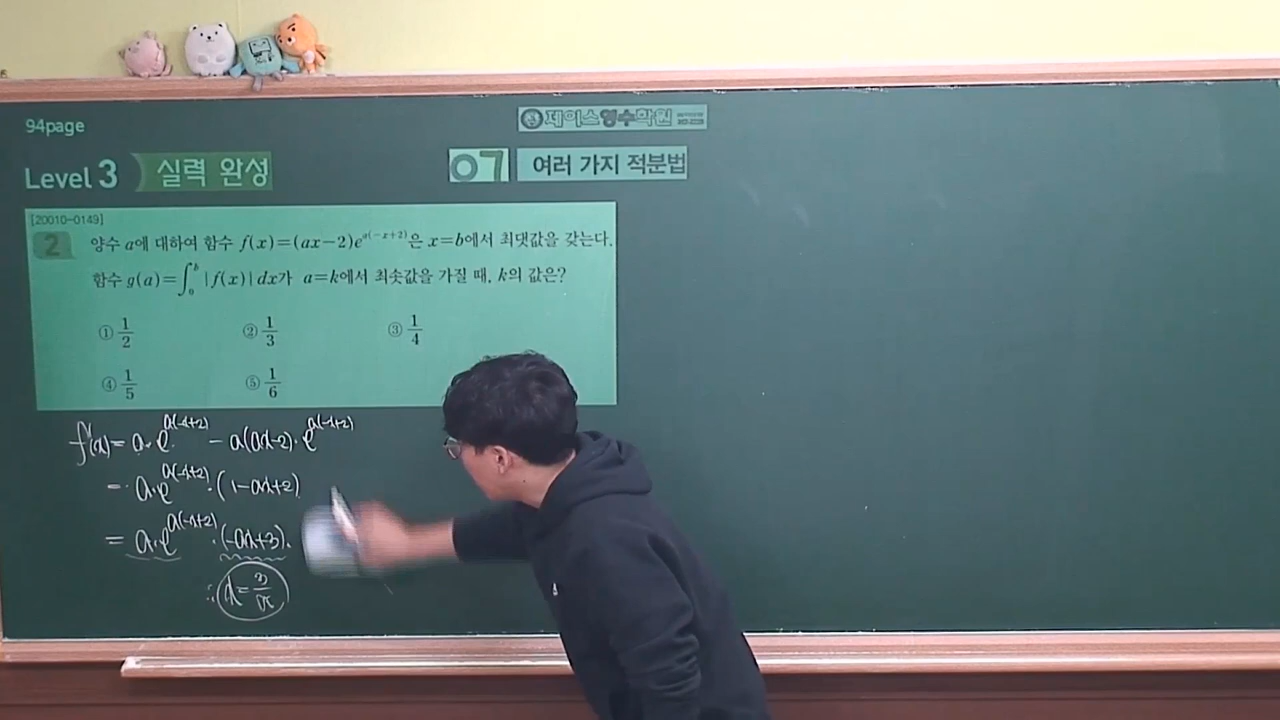 94page
제이스영수학원
Level 3 실력 완성
07 여러 가지 적분법
[20010-0149]
2 양수 a에 대하여 함수 f(x)=(ax-2)e^{a(-x+2)}은 x=b에서 최댓값을 갖는다.
함수 g(a)=∫_0^b |f(x)|dx가 a=k에서 최솟값을 가질 때, k의 값은?
① 1/2 ② 1/3 ③ 1/4
④ 1/5 ⑤ 1/6
f'(x)=a·e^{a(-x+2)} - a(ax-2)·e^{a(-x+2)}
= a·e^{a(-x+2)}·(1-ax+2)
= a·e^{a(-x+2)}·(-ax+3).
∴ x=3/a